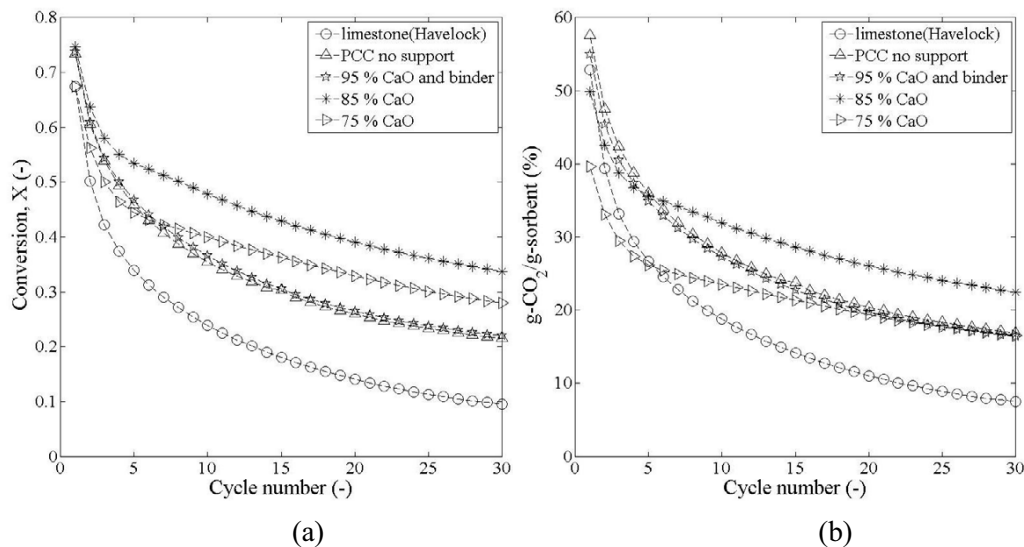 0.8
0.7
0.6
0.5
0.4
0.3
0.2
0.1
0
0
5
10
15
20
25
30
Conversion, X (-)
Cycle number (-)
limestone(Havelock)
PCC no support
95 % CaO and binder
85 % CaO
75 % CaO
(a)
60
50
40
30
20
10
0
0
5
10
15
20
25
30
g-CO₂/g-sorbent (%)
Cycle number (-)
limestone(Havelock)
PCC no support
95 % CaO and binder
85 % CaO
75 % CaO
(b)